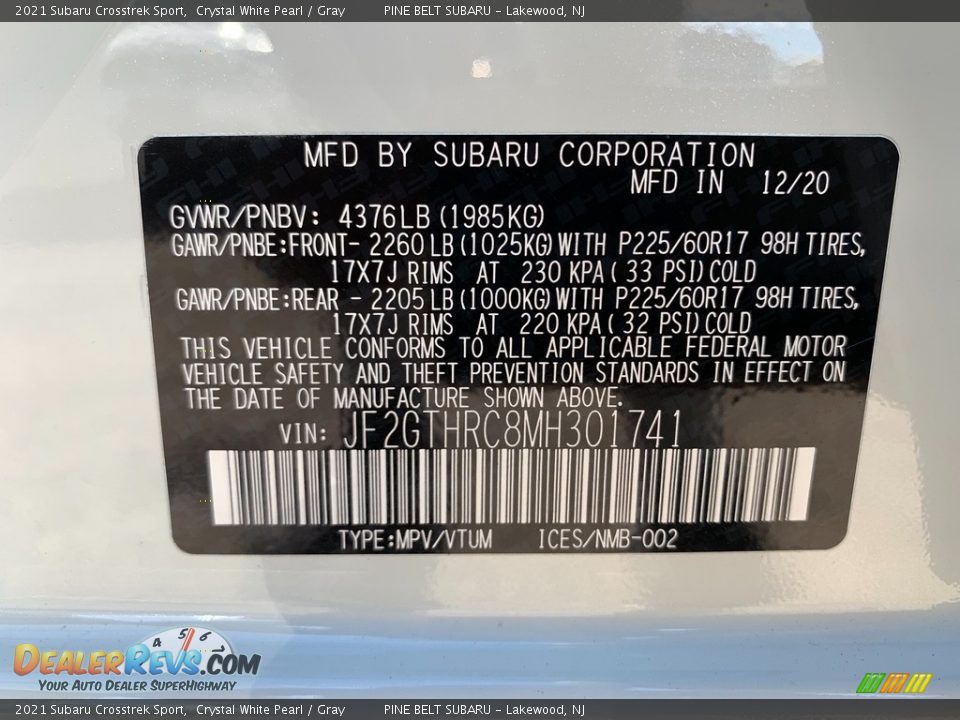 2021 Subaru Crosstrek Sport,  Crystal White Pearl / Gray  PINE BELT SUBARU - Lakewood, NJ
MFD BY SUBARU CORPORATION
MFD IN 12/20
GVWR/PNBV: 4376LB (1985KG)
GAWR/PNBE:FRONT- 2260 LB (1025KG) WITH P225/60R17 98H TIRES,
17X7J RIMS AT 230 KPA ( 33 PSI) COLD
GAWR/PNBE:REAR - 2205 LB (1000KG) WITH P225/60R17 98H TIRES,
17X7J RIMS AT 220 KPA ( 32 PSI) COLD
THIS VEHICLE CONFORMS TO ALL APPLICABLE FEDERAL MOTOR
VEHICLE SAFETY AND THEFT PREVENTION STANDARDS IN EFFECT ON
THE DATE OF MANUFACTURE SHOWN ABOVE.
VIN: JF2GTHRC8MH301741
TYPE:MPV/VTUM ICES/NMB-002
4 5 6
DEALERREVS.COM
YOUR AUTO DEALER SUPERHIGHWAY
2021 Subaru Crosstrek Sport,  Crystal White Pearl / Gray  PINE BELT SUBARU - Lakewood, NJ